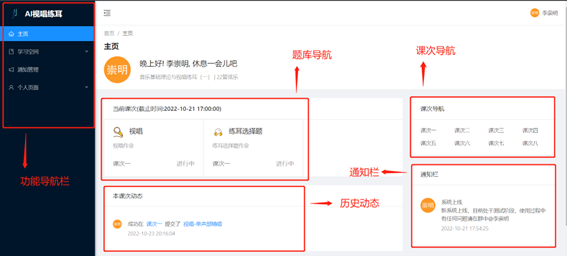 AI视唱练耳
主页
学习空间
通知管理
个人页面
功能导航栏
李崇明
首页 / 主页
主页
崇明
晚上好! 李崇明, 休息一会儿吧
音乐基础理论与视唱练耳（一） | 22管弦乐
题库导航
课次导航
当前课次(截止时间:2022-10-21 17:00:00)
视唱
视唱作业
课次一
进行中
练耳选择题
练耳选择题作业
课次一
进行中
课次导航
课次一 课次二 课次三 课次四
课次五 课次六 课次七 课次八
通知栏
通知栏
崇明
系统上线
新系统上线，目前处于测试阶段，使用过程中
有任何问题请在群中@李崇明
2022-10-21 17:54:25
本课次动态
崇明
成功在 课次一 提交了 视唱-单声部精唱
2022-10-23 20:16:04
历史动态